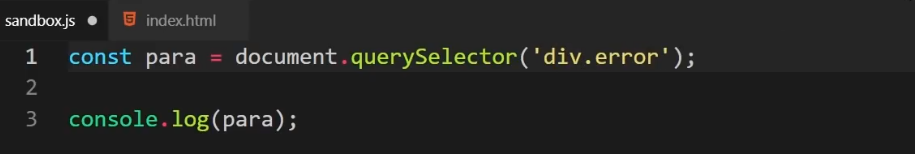 sandbox.js index.html
1 const para = document.querySelector('div.error');
2
3 console.log(para);